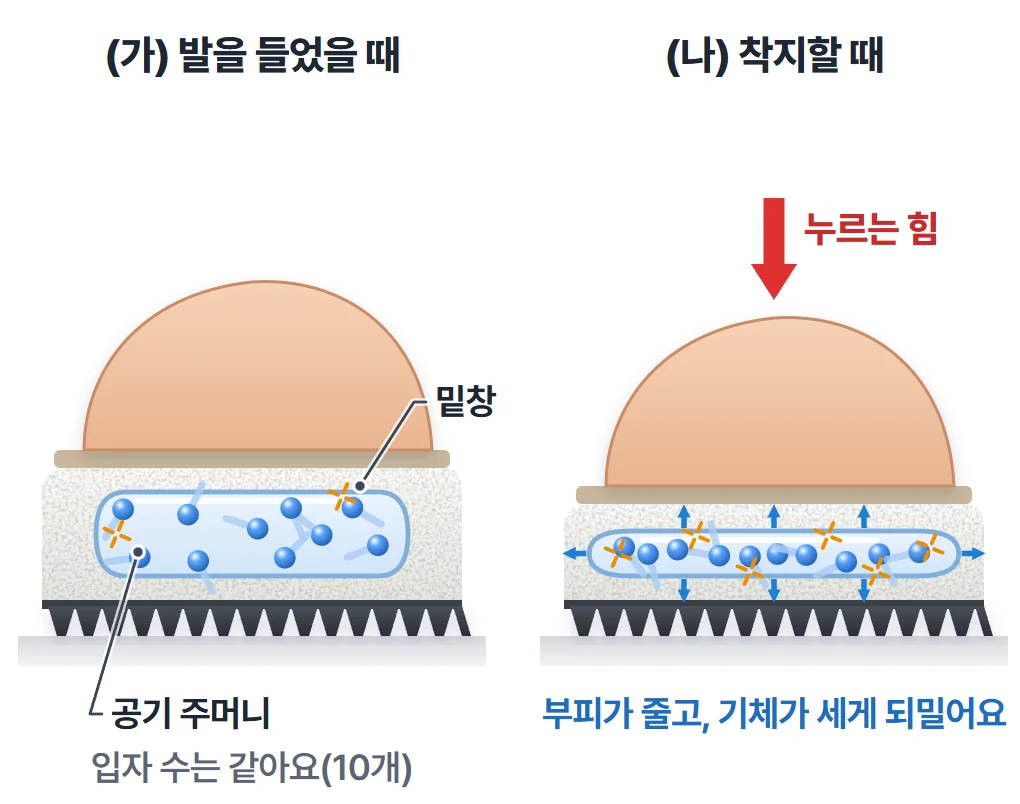 (가) 발을 들었을 때
(나) 착지할 때
누르는 힘
밑창
공기 주머니
입자 수는 같아요(10개)
부피가 줄고, 기체가 세게 되밀어요